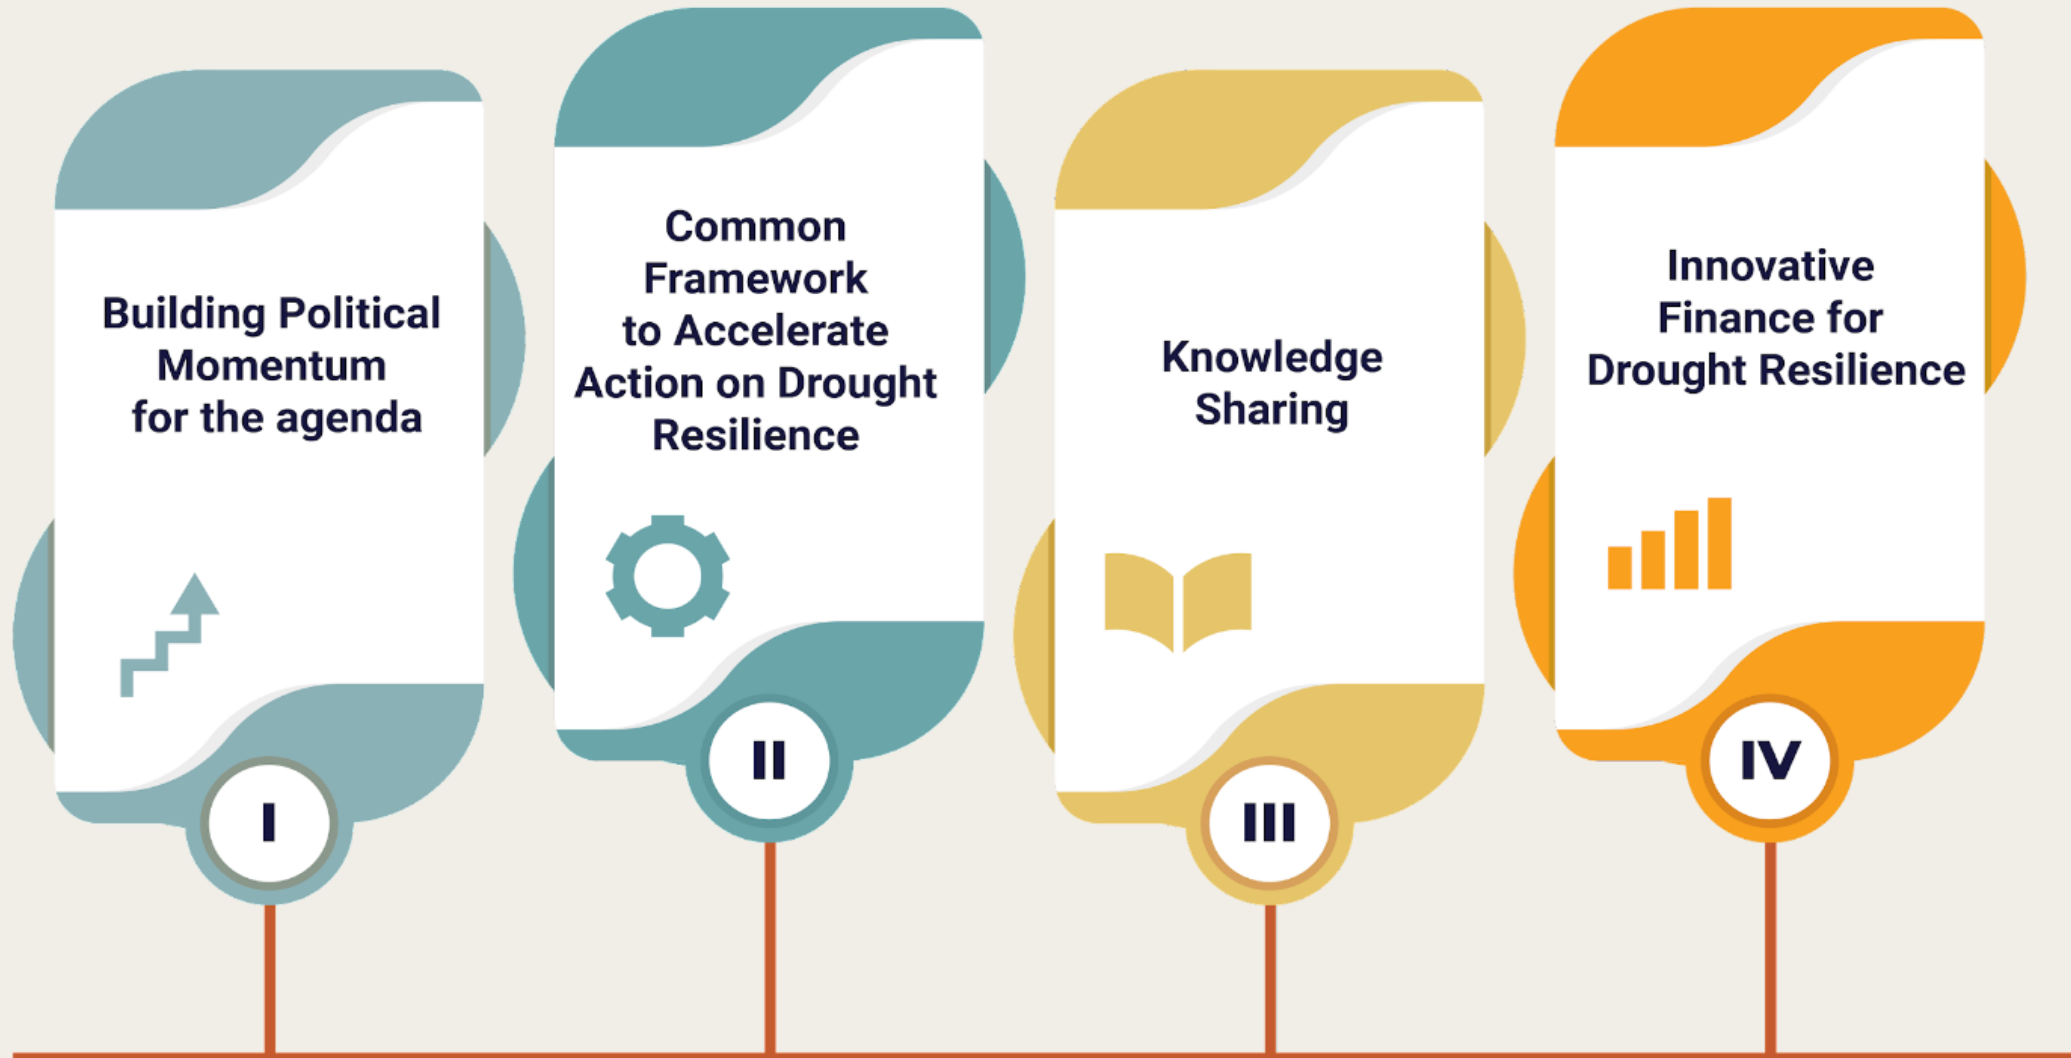 Building Political
Momentum
for the agenda
I
Common
Framework
to Accelerate
Action on Drought
Resilience
II
Knowledge
Sharing
III
Innovative
Finance for
Drought Resilience
IV